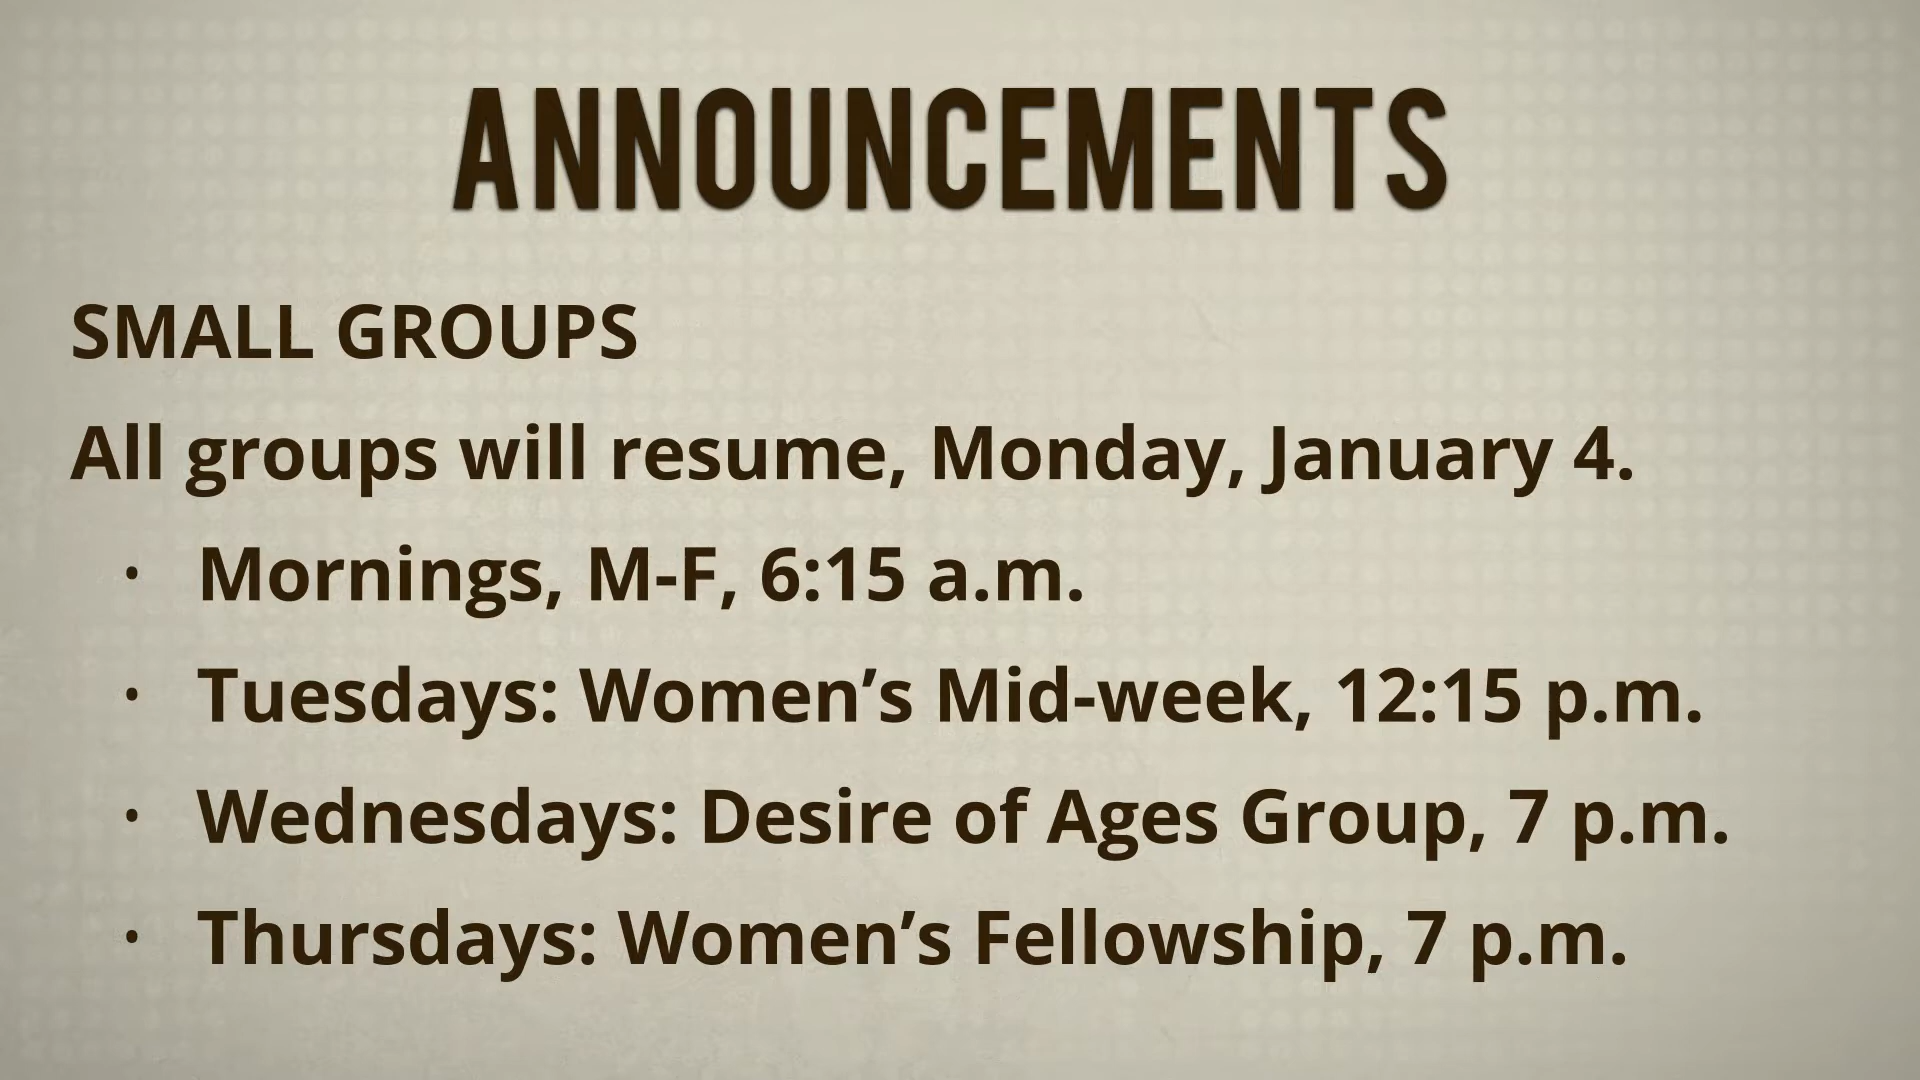 ANNOUNCEMENTS
SMALL GROUPS
All groups will resume, Monday, January 4.
· Mornings, M-F, 6:15 a.m.
· Tuesdays: Women’s Mid-week, 12:15 p.m.
· Wednesdays: Desire of Ages Group, 7 p.m.
· Thursdays: Women’s Fellowship, 7 p.m.